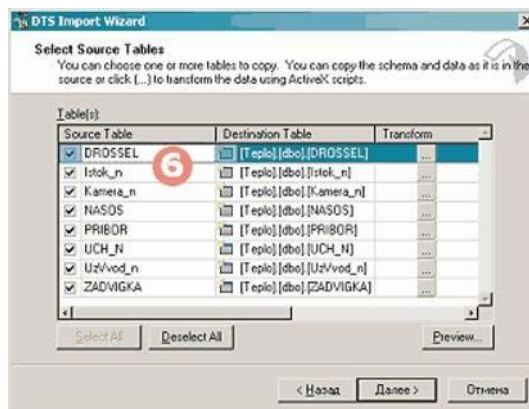 DTS Import Wizard
Select Source Tables
You can choose one or more tables to copy. You can copy the schema and data as it is in the
source or click (...) to transform the data using ActiveX scripts.
Table(s):
Source Table Destination Table Transform
DROSSEL [Teplo].[dbo].[DROSSEL] ...
6
Istok_n [Teplo].[dbo].[Istok_n] ...
Kamera_n [Teplo].[dbo].[Kamera_n] ...
NASOS [Teplo].[dbo].[NASOS] ...
PRIBOR [Teplo].[dbo].[PRIBOR] ...
UCH_N [Teplo].[dbo].[UCH_N] ...
UzVvod_n [Teplo].[dbo].[UzVvod_n] ...
ZADVIGKA [Teplo].[dbo].[ZADVIGKA] ...
Select All Deselect All Preview...
< Назад Далее > Отмена